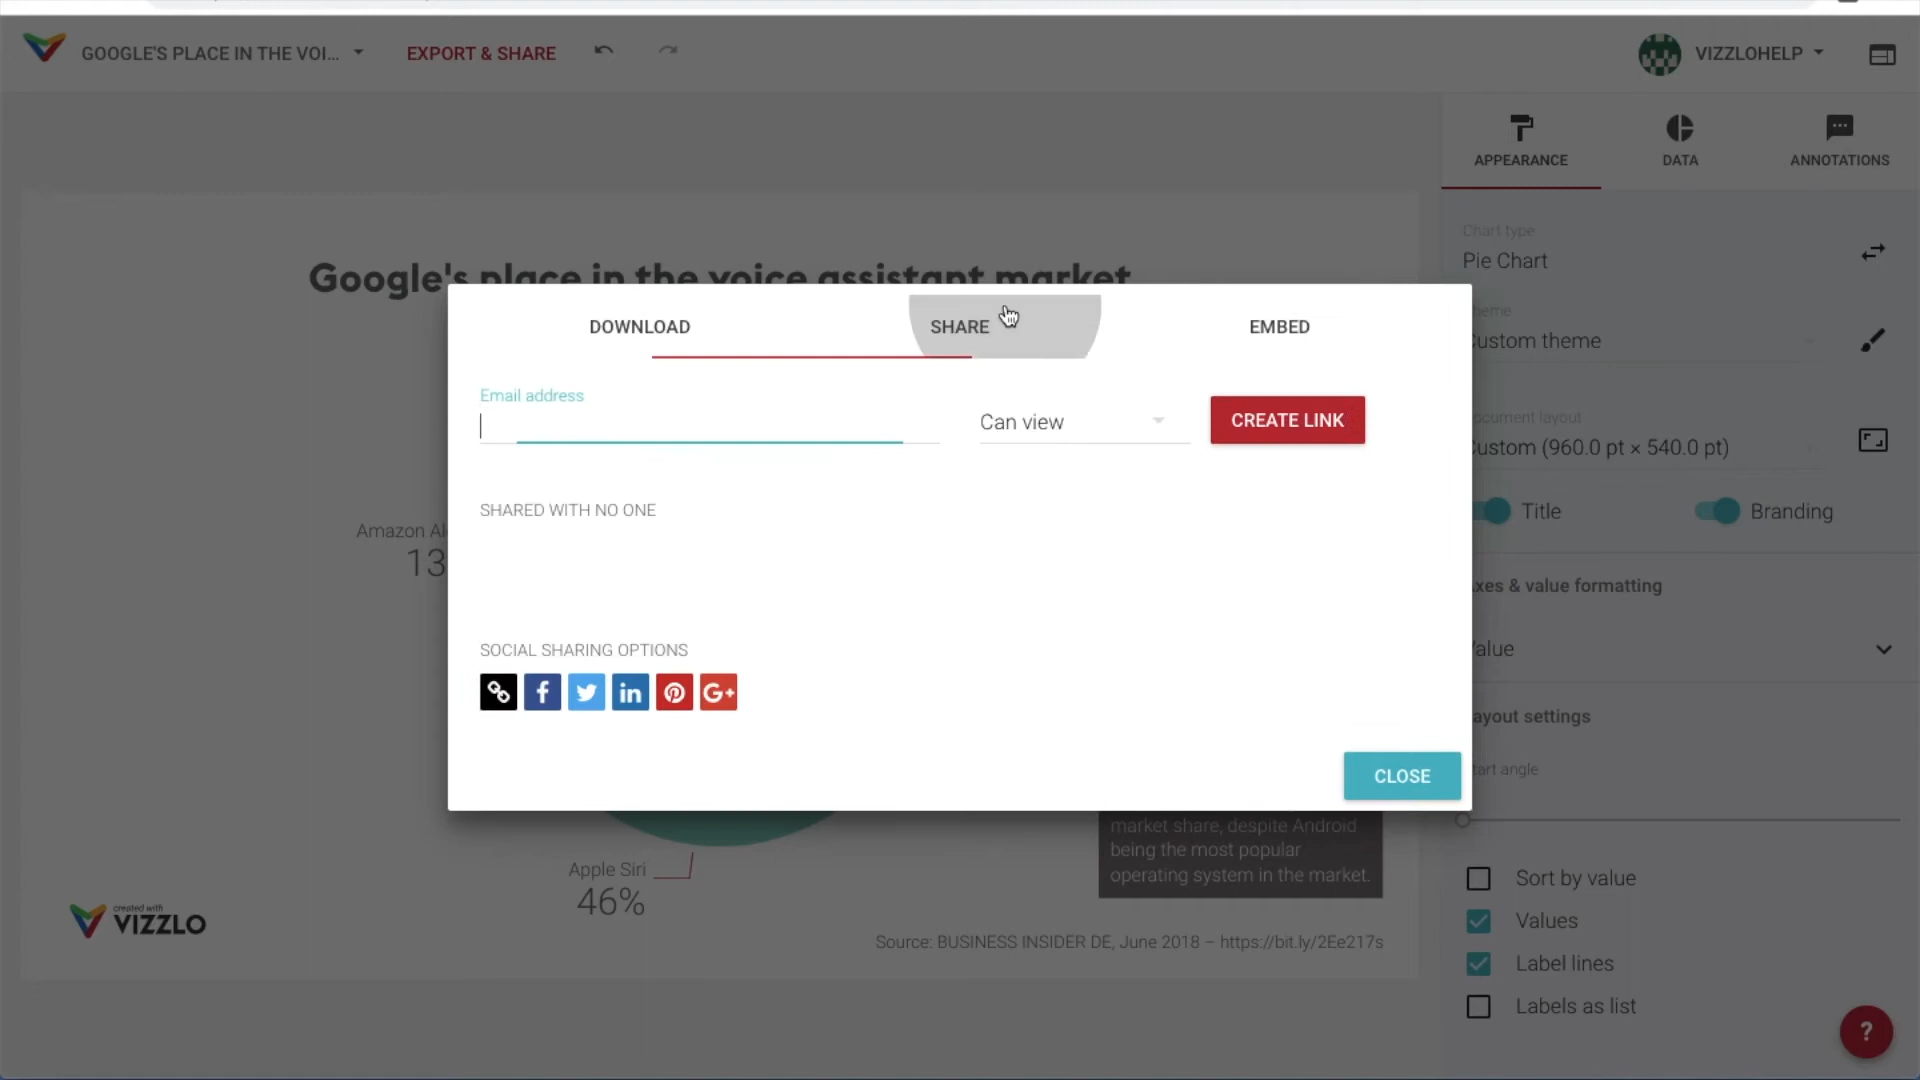 GOOGLE'S PLACE IN THE VOI...
EXPORT & SHARE
VIZZLOHELP
APPEARANCE
DATA
ANNOTATIONS
Chart type
Pie Chart
Custom theme
Custom (960.0 pt × 540.0 pt)
Title
Branding
Axes & value formatting
Value
Layout settings
Start angle
Sort by value
Values
Label lines
Labels as list
?
Google's place in the voice assistant market
DOWNLOAD
SHARE
EMBED
Email address
Can view
CREATE LINK
SHARED WITH NO ONE
SOCIAL SHARING OPTIONS
f
in
G+
CLOSE
Amazon Al
13
market share, despite Android
being the most popular
operating system in the market.
Apple Siri
46%
created with
VIZZLO
Source: BUSINESS INSIDER DE, June 2018 – https://bit.ly/2Ee217s